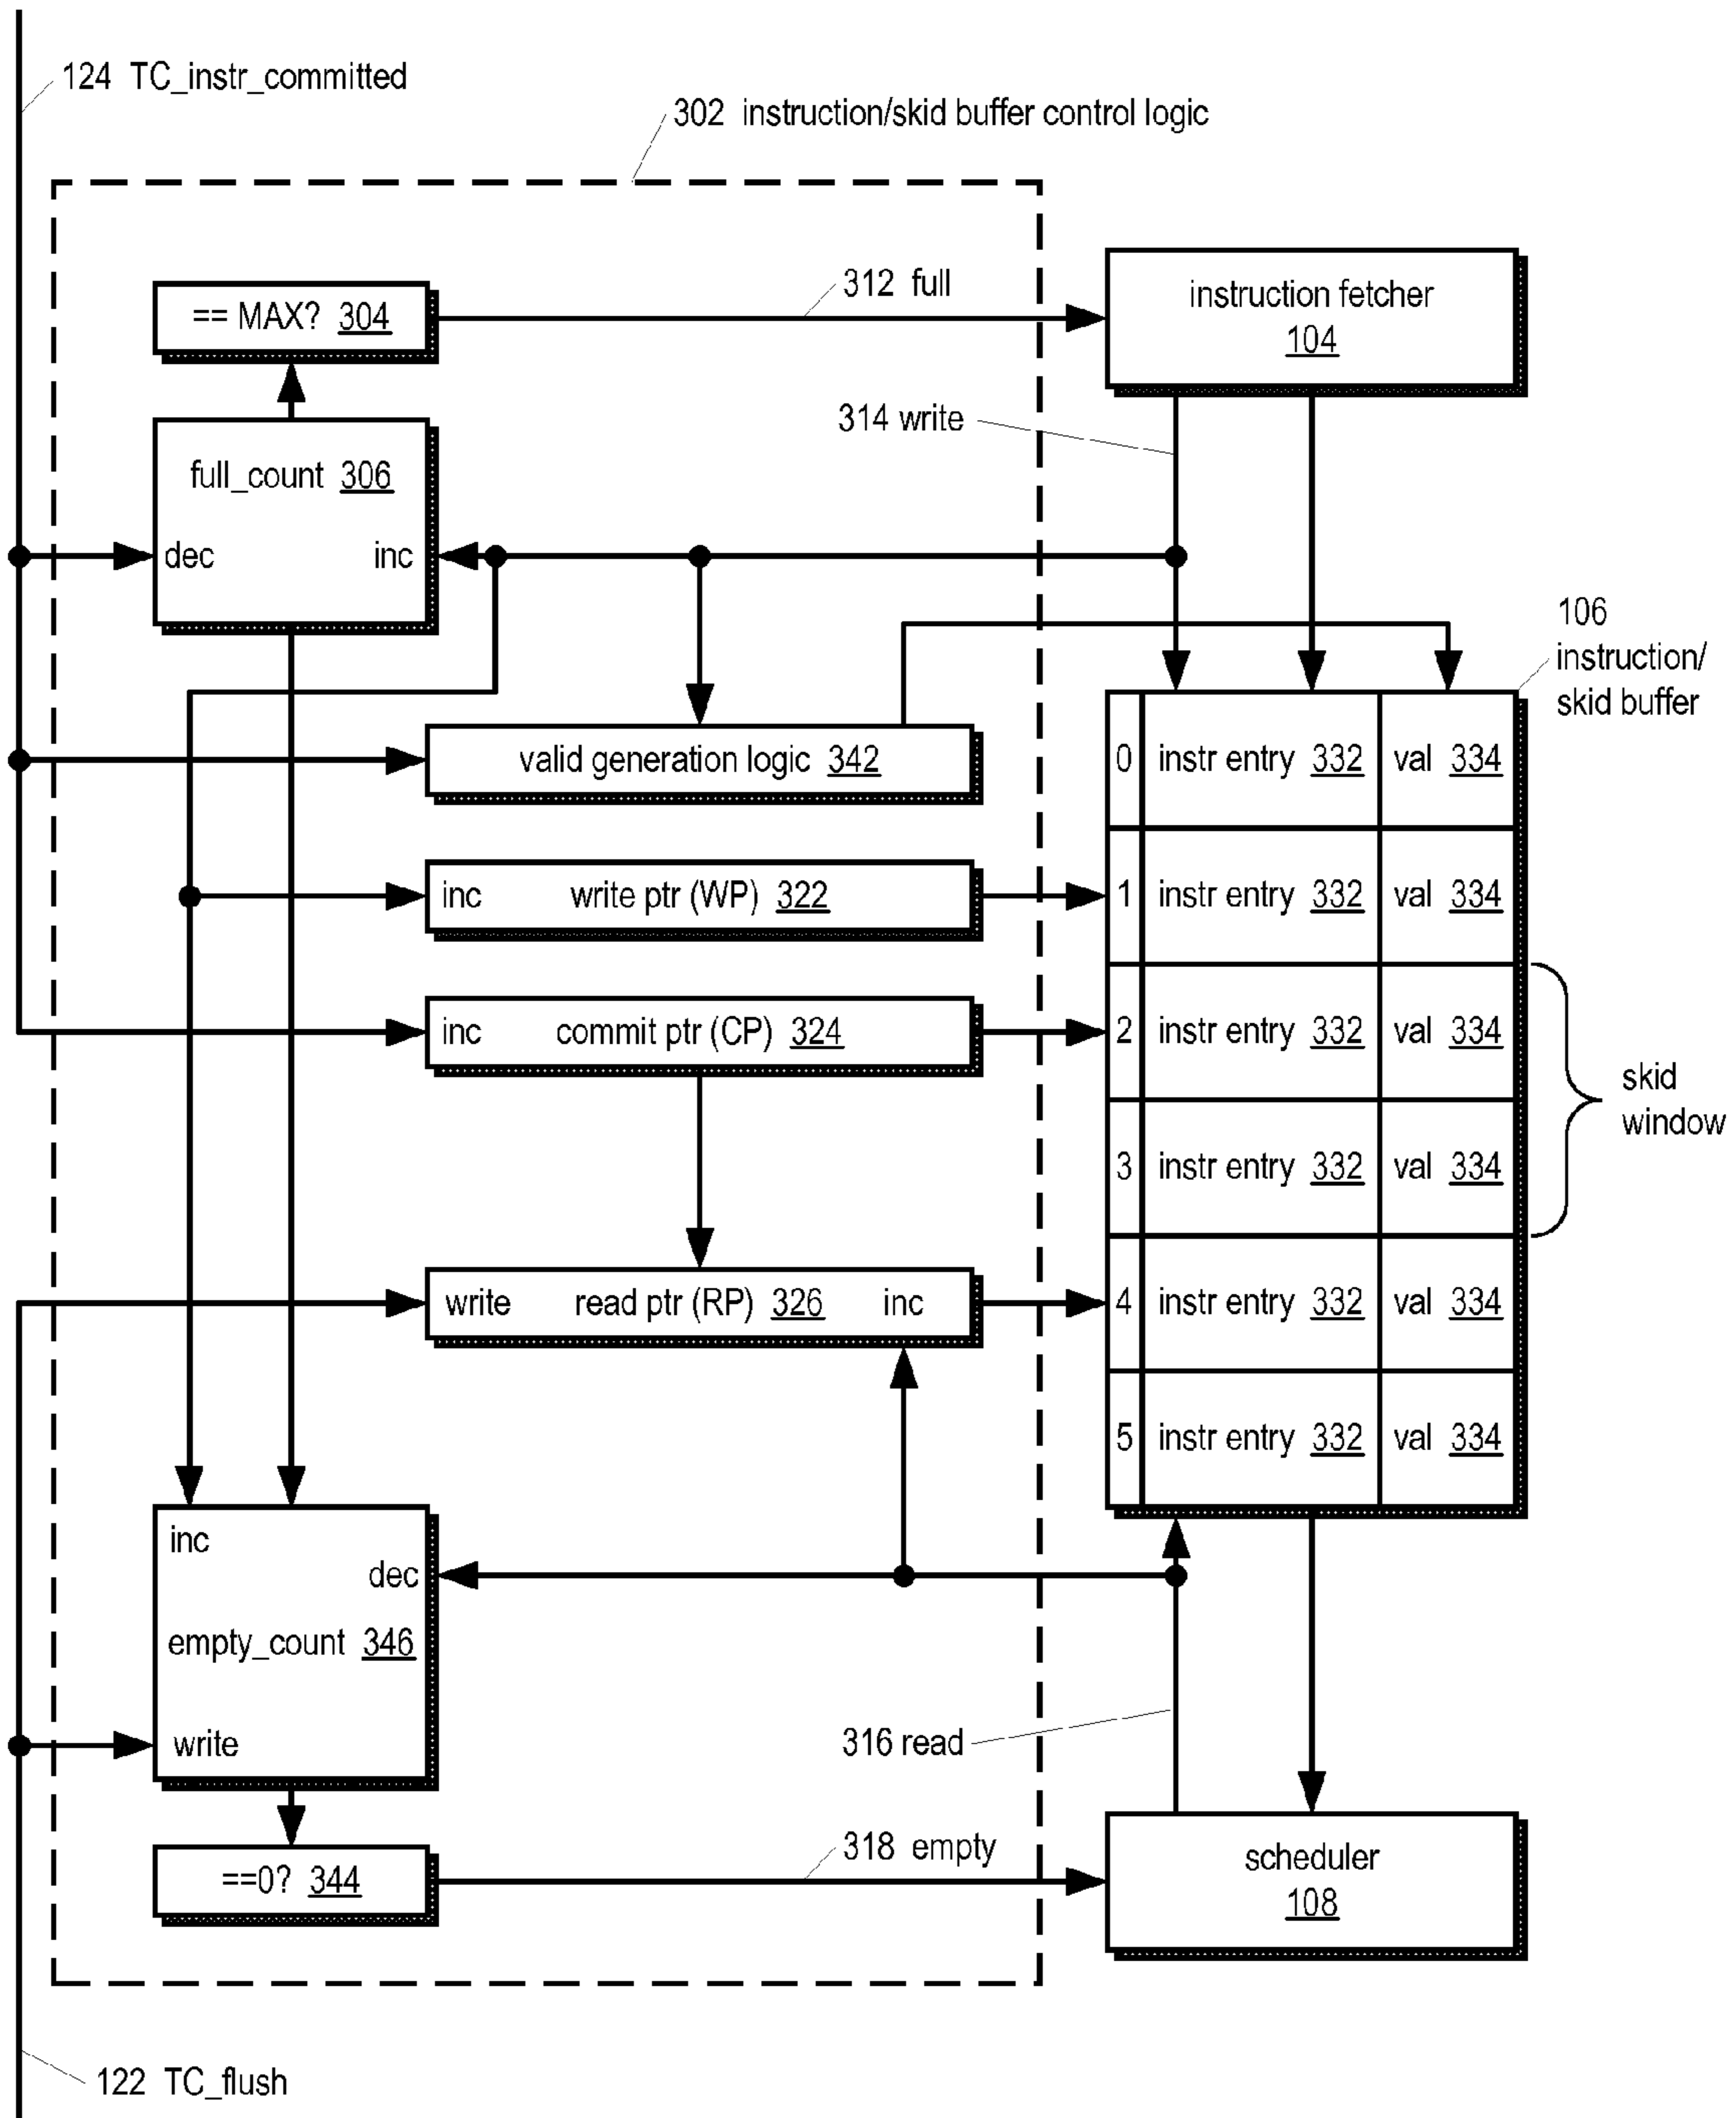 124 TC_instr_committed
302 instruction/skid buffer control logic
== MAX? 304
312 full
instruction fetcher
104
314 write
full_count 306
dec
inc
106
instruction/
skid buffer
valid generation logic 342
0 instr entry 332 val 334
inc write ptr (WP) 322
1 instr entry 332 val 334
inc commit ptr (CP) 324
2 instr entry 332 val 334
skid
window
3 instr entry 332 val 334
write read ptr (RP) 326 inc
4 instr entry 332 val 334
5 instr entry 332 val 334
inc
dec
empty_count 346
write
316 read
==0? 344
318 empty
scheduler
108
122 TC_flush